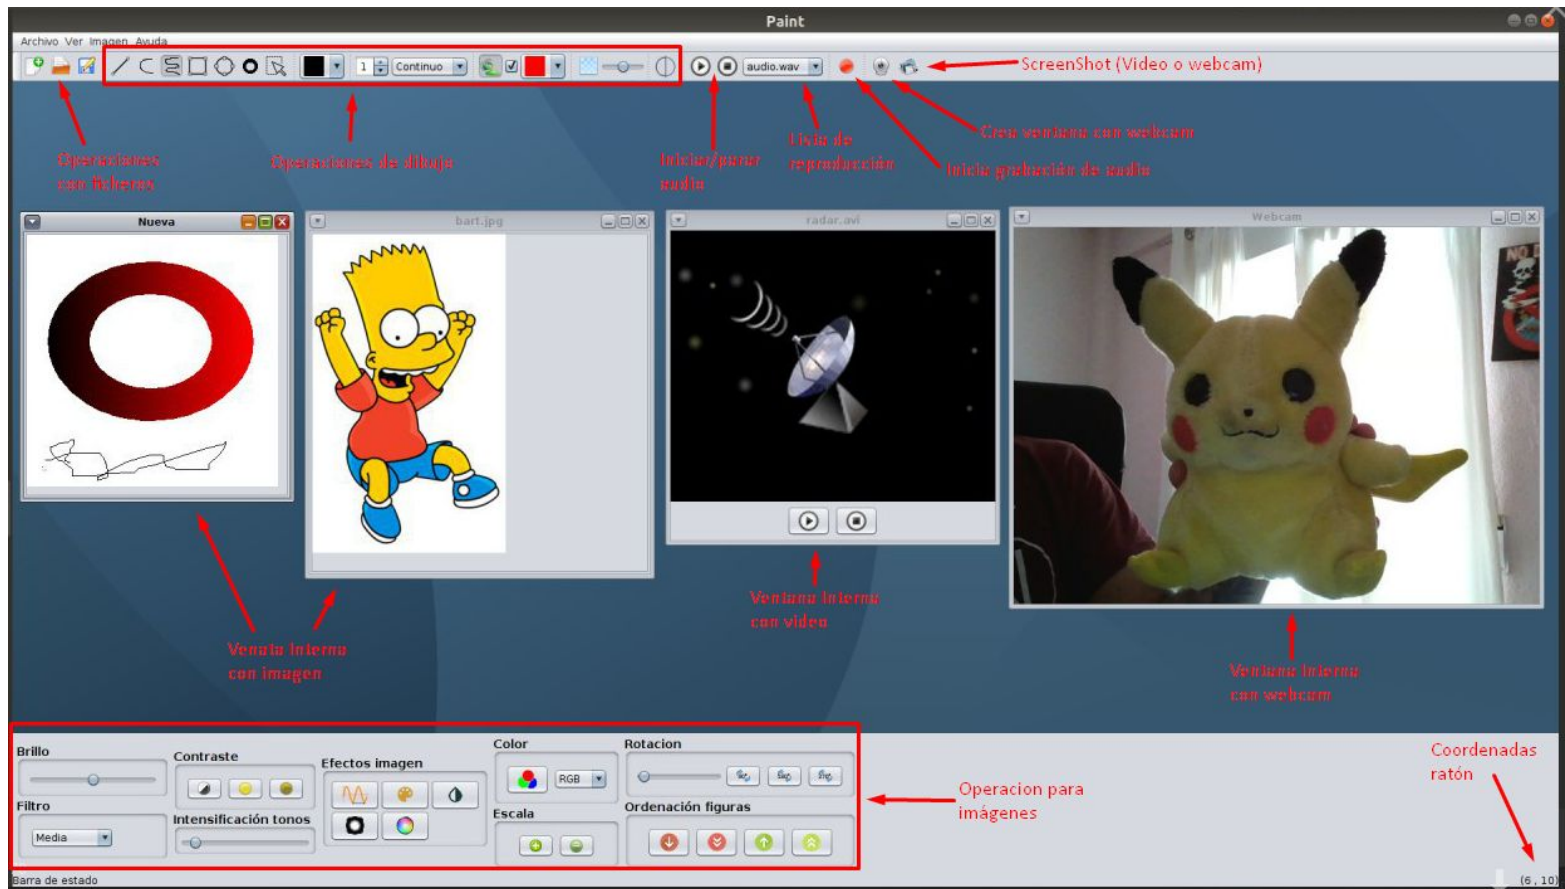 Paint
Archivo Ver Imagen Ayuda
1
Continuo
audio.wav
ScreenShot (Video o webcam)
Crea ventana con webcam
Lista de
reproducción
Operaciones
con ficheros
Operaciones de dibujo
Iniciar/parar
audio
Inicia grabación de audio
Nueva
bart.jpg
radar.avi
Webcam
NO D
Ventana Interna
con video
Venata Interna
con imagen
Ventana Interna
con webcam
Brillo
Contraste
Efectos imagen
Color
Rotacion
RGB
Filtro
Media
Intensificación tonos
Escala
Ordenación figuras
Operacion para
imágenes
Coordenadas
ratón
Barra de estado
(6 , 10)